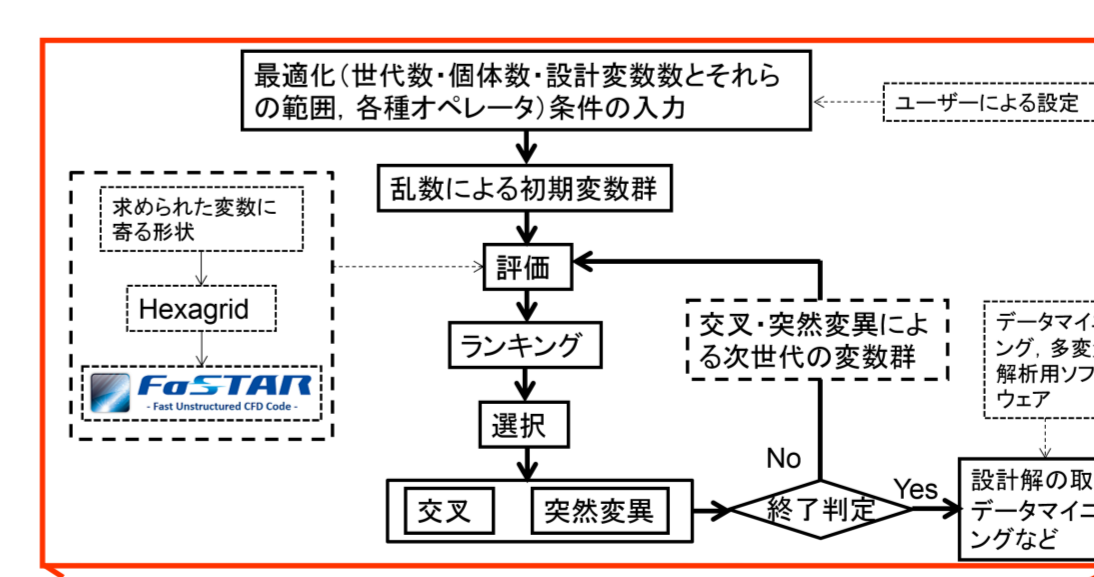 最適化（世代数・個体数・設計変数数とそれら
の範囲，各種オペレータ）条件の入力
ユーザーによる設定
乱数による初期変数群
求められた変数に
寄る形状
評価
Hexagrid
交叉・突然変異によ
る次世代の変数群
データマイ
ング，多変
解析用ソフ
ウェア
ランキング
FaSTAR
- Fast Unstructured CFD Code -
選択
No
Yes
交叉
突然変異
終了判定
設計解の取
データマイニ
ングなど